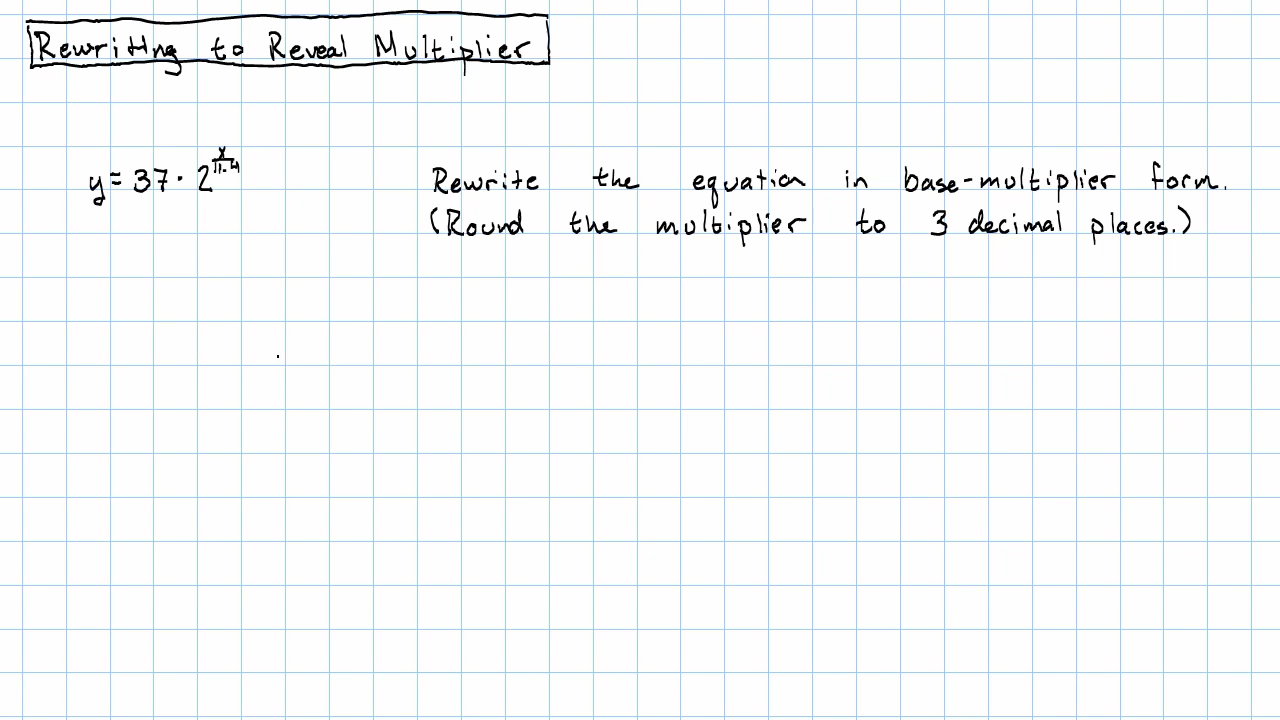 Rewriting to Reveal Multiplier
y = 37 · 2^(x/11.4)
Rewrite the equation in base-multiplier form.
(Round the multiplier to 3 decimal places.)